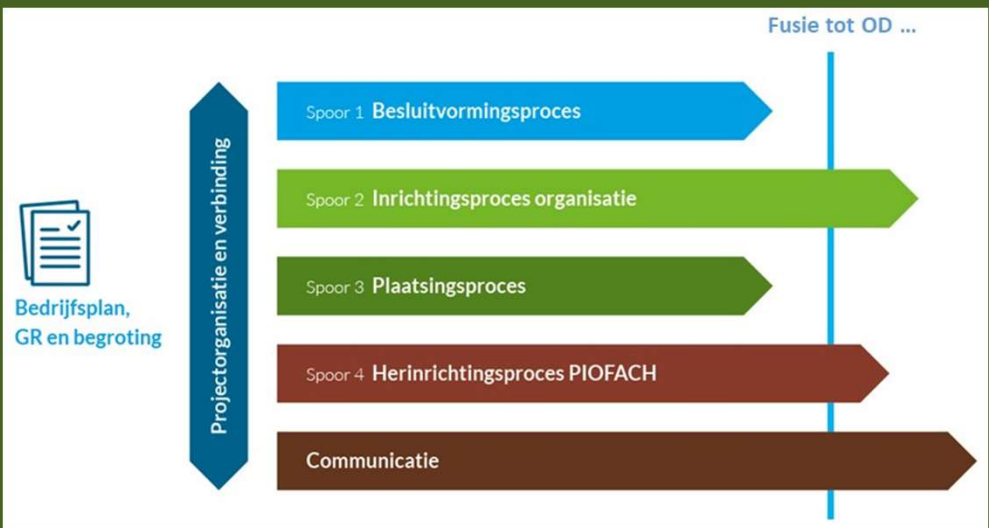 Fusie tot OD ...
Spoor 1 Besluitvormingsproces
Spoor 2 Inrichtingsproces organisatie
Spoor 3 Plaatsingsproces
Spoor 4 Herinrichtingsproces PIOFACH
Communicatie
Projectorganisatie en verbinding
Bedrijfsplan,
GR en begroting